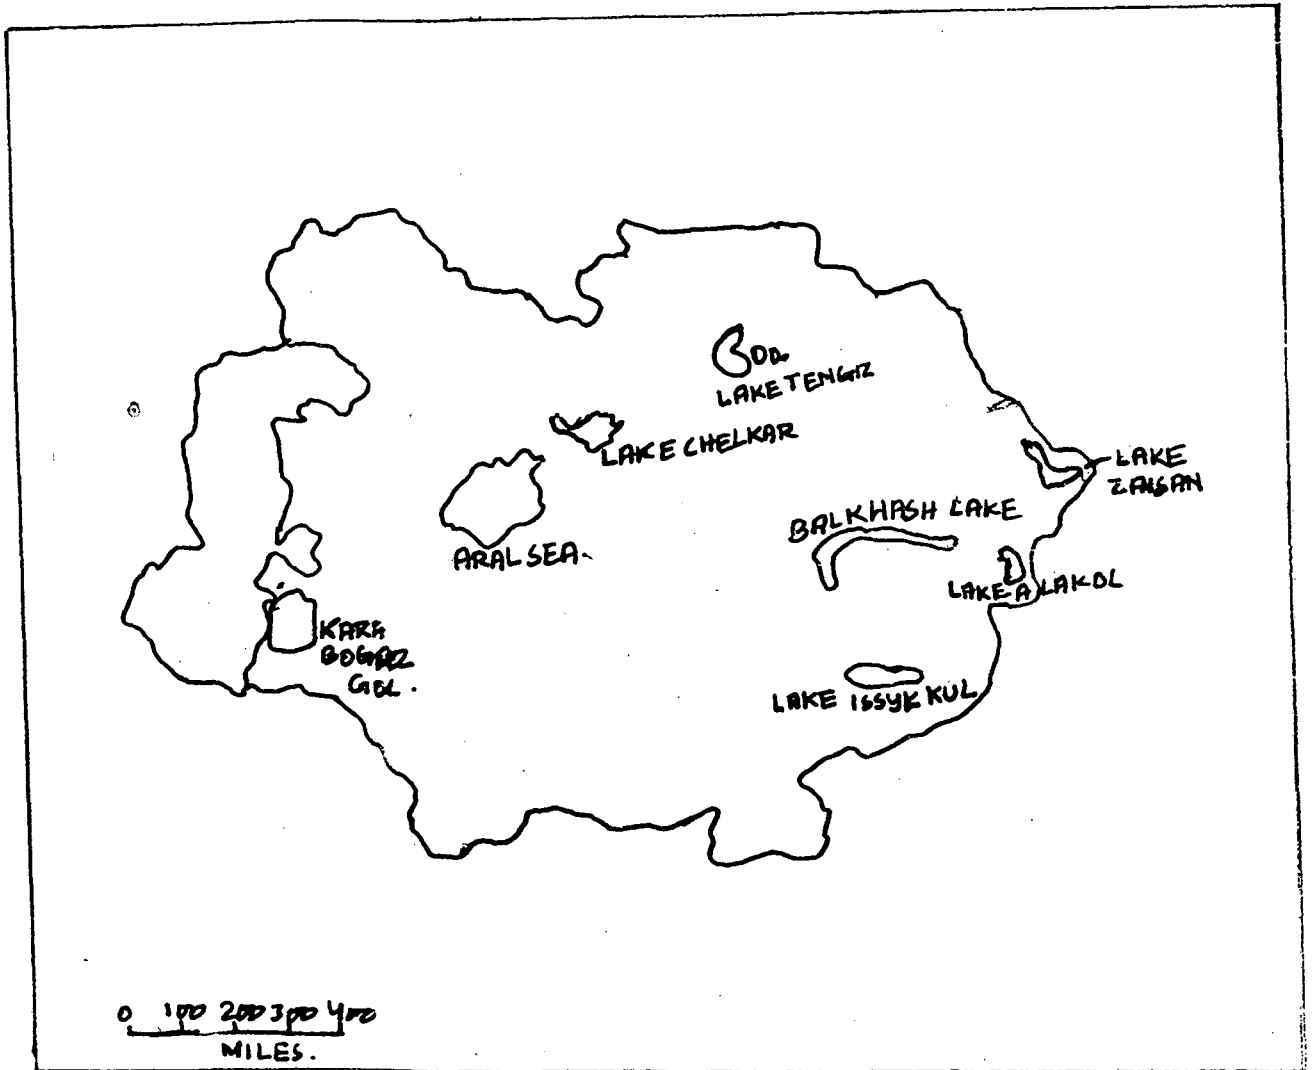 LAKE TENGIZ
LAKE CHELKAR
LAKE
ZAISAN
BALKHASH LAKE
ARAL SEA.
LAKE ALAKOL
KARA
BOGAZ
GOL.
LAKE ISSYK KUL
0 100 200 300 400
MILES.